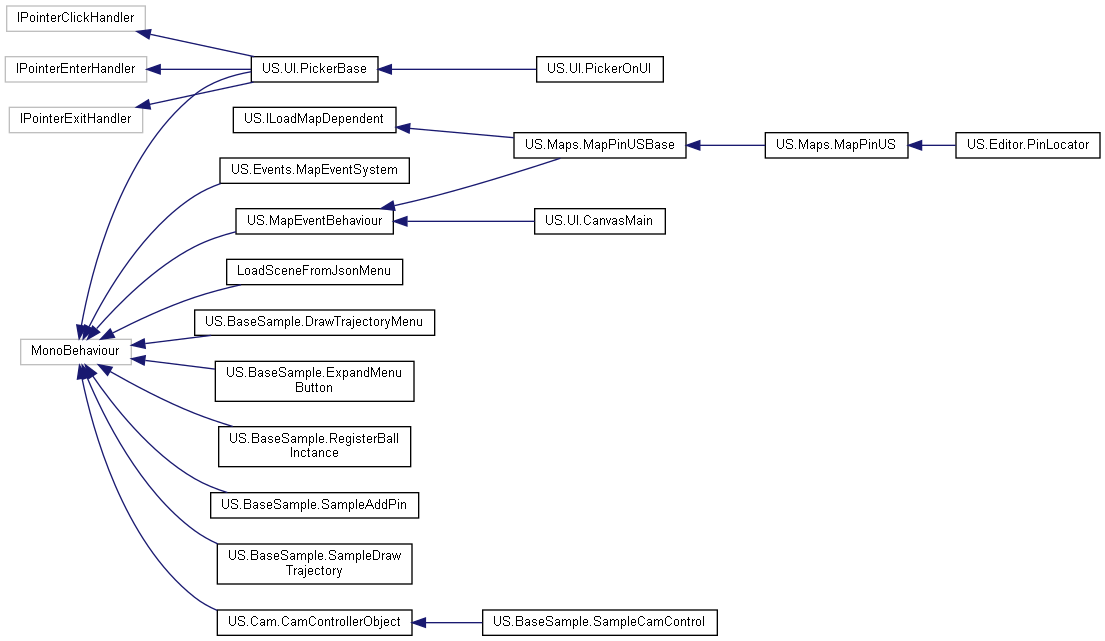 IPointerClickHandler
IPointerEnterHandler
US.UI.PickerBase
US.UI.PickerOnUI
IPointerExitHandler
US.ILoadMapDependent
US.Maps.MapPinUSBase
US.Maps.MapPinUS
US.Editor.PinLocator
US.Events.MapEventSystem
US.MapEventBehaviour
US.UI.CanvasMain
LoadSceneFromJsonMenu
US.BaseSample.DrawTrajectoryMenu
MonoBehaviour
US.BaseSample.ExpandMenu
Button
US.BaseSample.RegisterBall
Inctance
US.BaseSample.SampleAddPin
US.BaseSample.SampleDraw
Trajectory
US.Cam.CamControllerObject
US.BaseSample.SampleCamControl